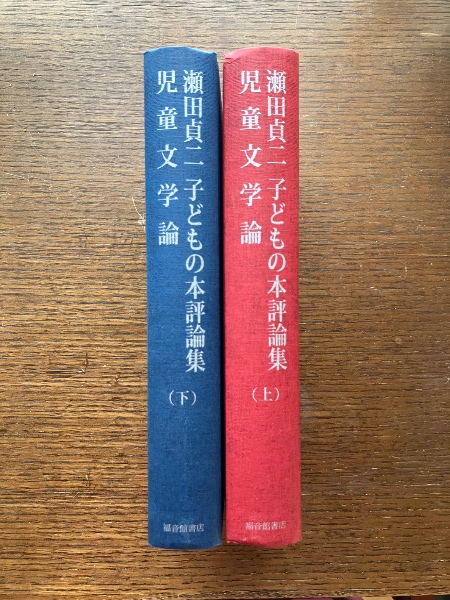 瀬田貞二 子どもの本評論集
児童文学論
（上）
福音館書店
瀬田貞二 子どもの本評論集
児童文学論
（下）
福音館書店